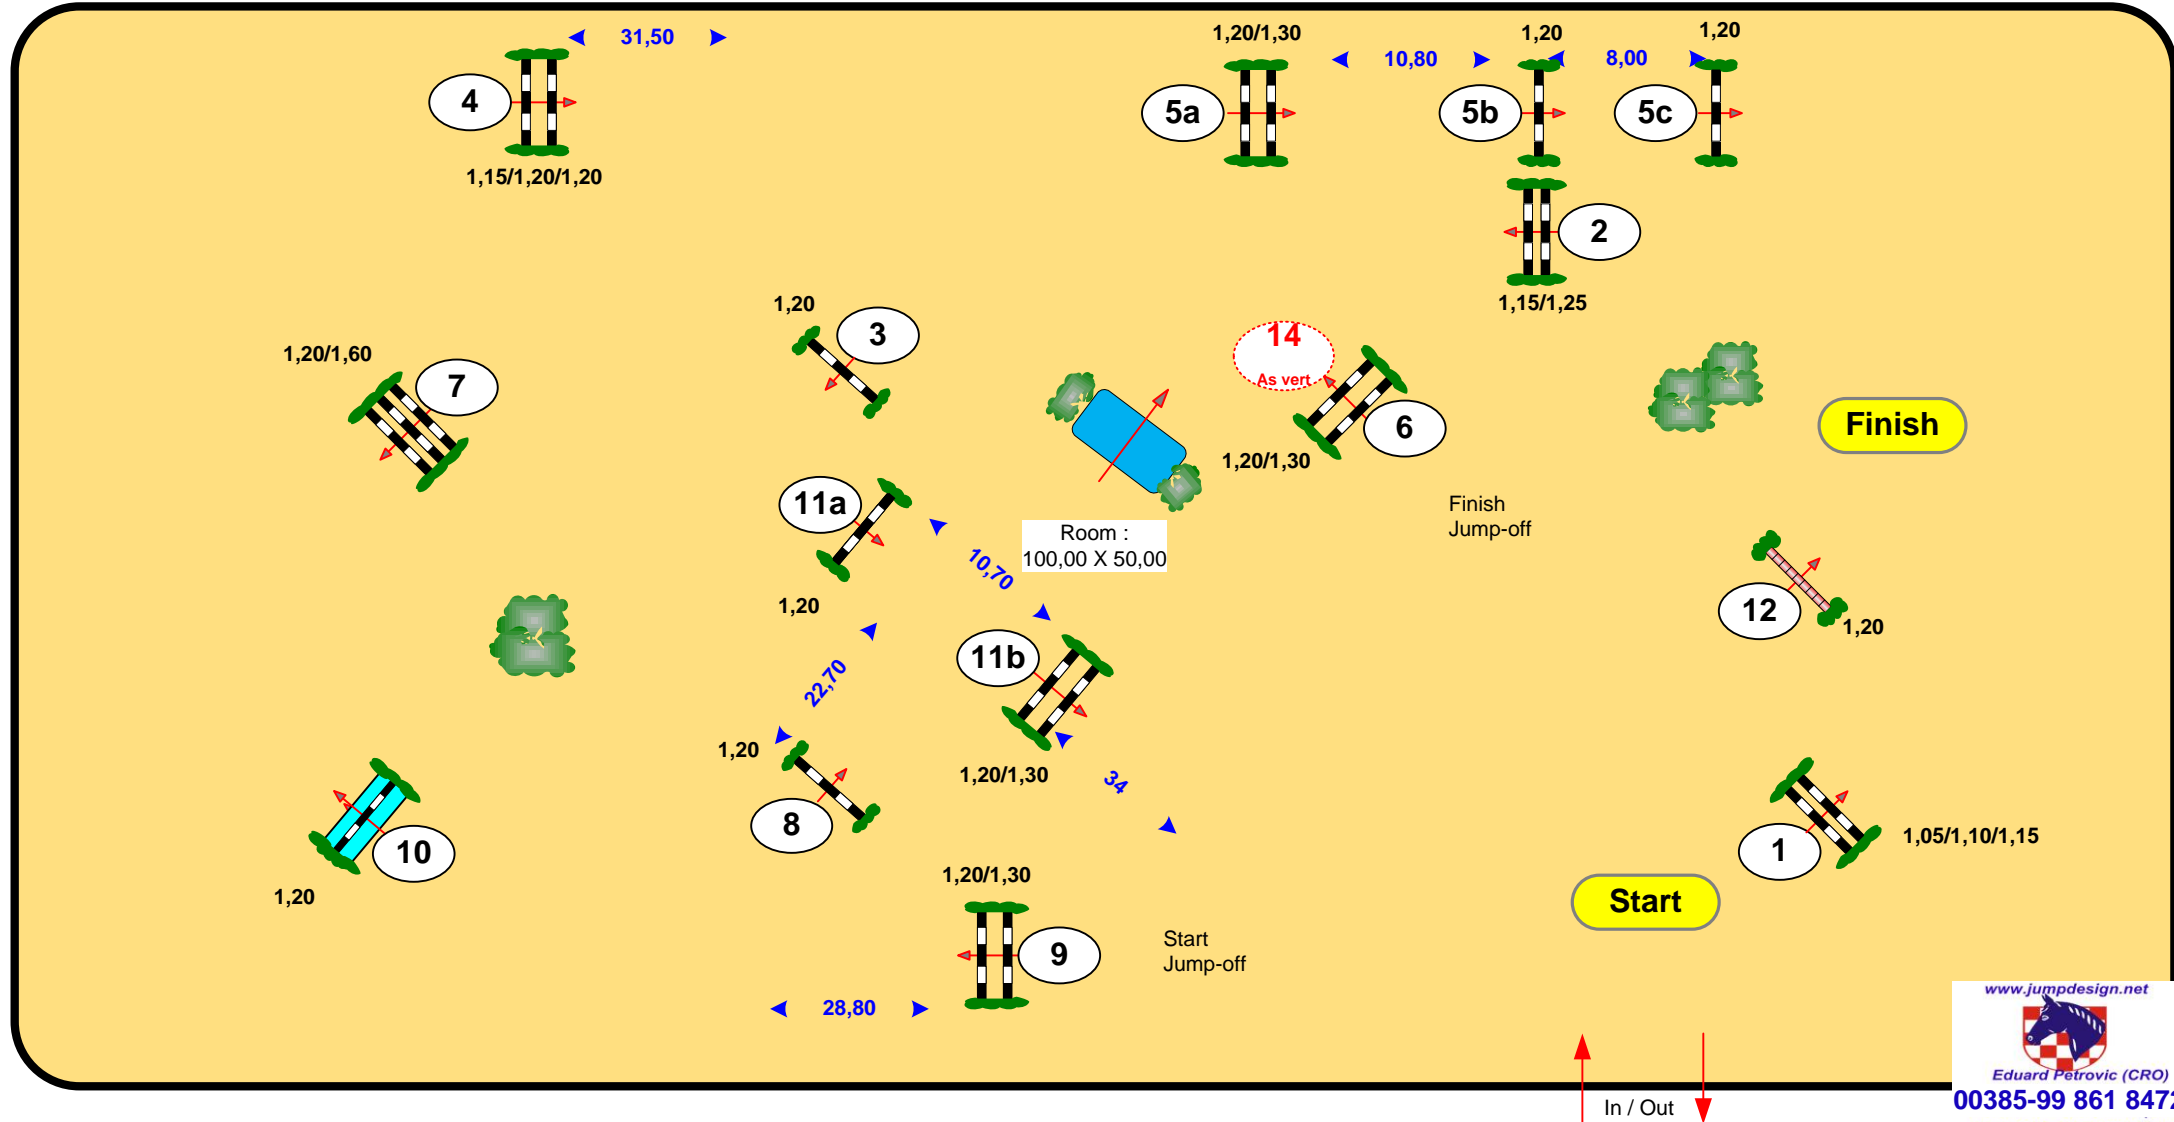 31,50
1,20/1,30
1,20
1,20
10,80
8,00
4
5a
5b
5c
1,15/1,20/1,20
2
1,15/1,25
1,20
3
14
As vert
1,20/1,60
7
6
1,20/1,30
Finish
11a
Finish
Jump-off
Room :
100,00 X 50,00
10,70
1,20
12
1,20
22,70
11b
1,20
1,20/1,30
34
8
10
1
1,05/1,10/1,15
1,20
1,20/1,30
Start
9
Start
Jump-off
28,80
www.jumpdesign.net
Eduard Petrovic (CRO)
00385-99 861 8472
In / Out